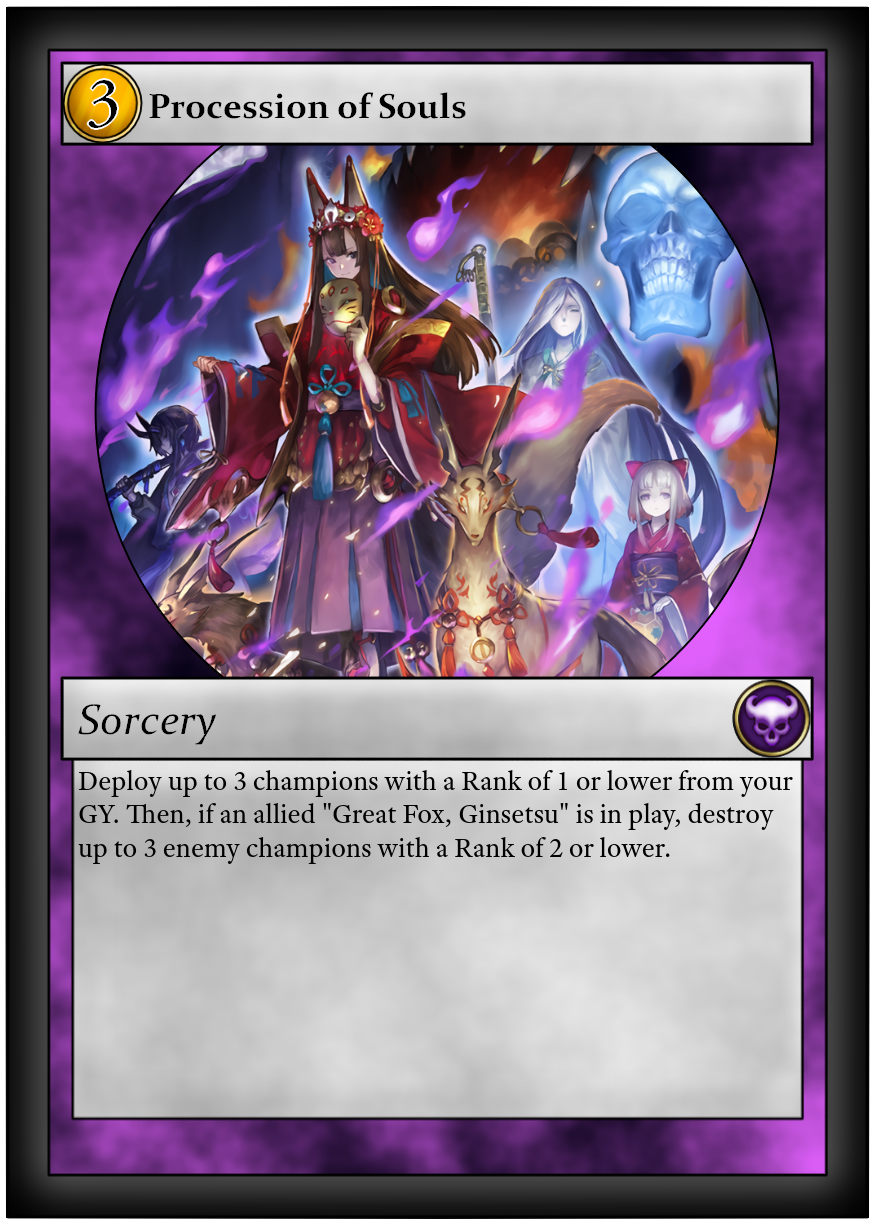 3
Procession of Souls
Sorcery
Deploy up to 3 champions with a Rank of 1 or lower from your
GY. Then, if an allied "Great Fox, Ginsetsu" is in play, destroy
up to 3 enemy champions with a Rank of 2 or lower.